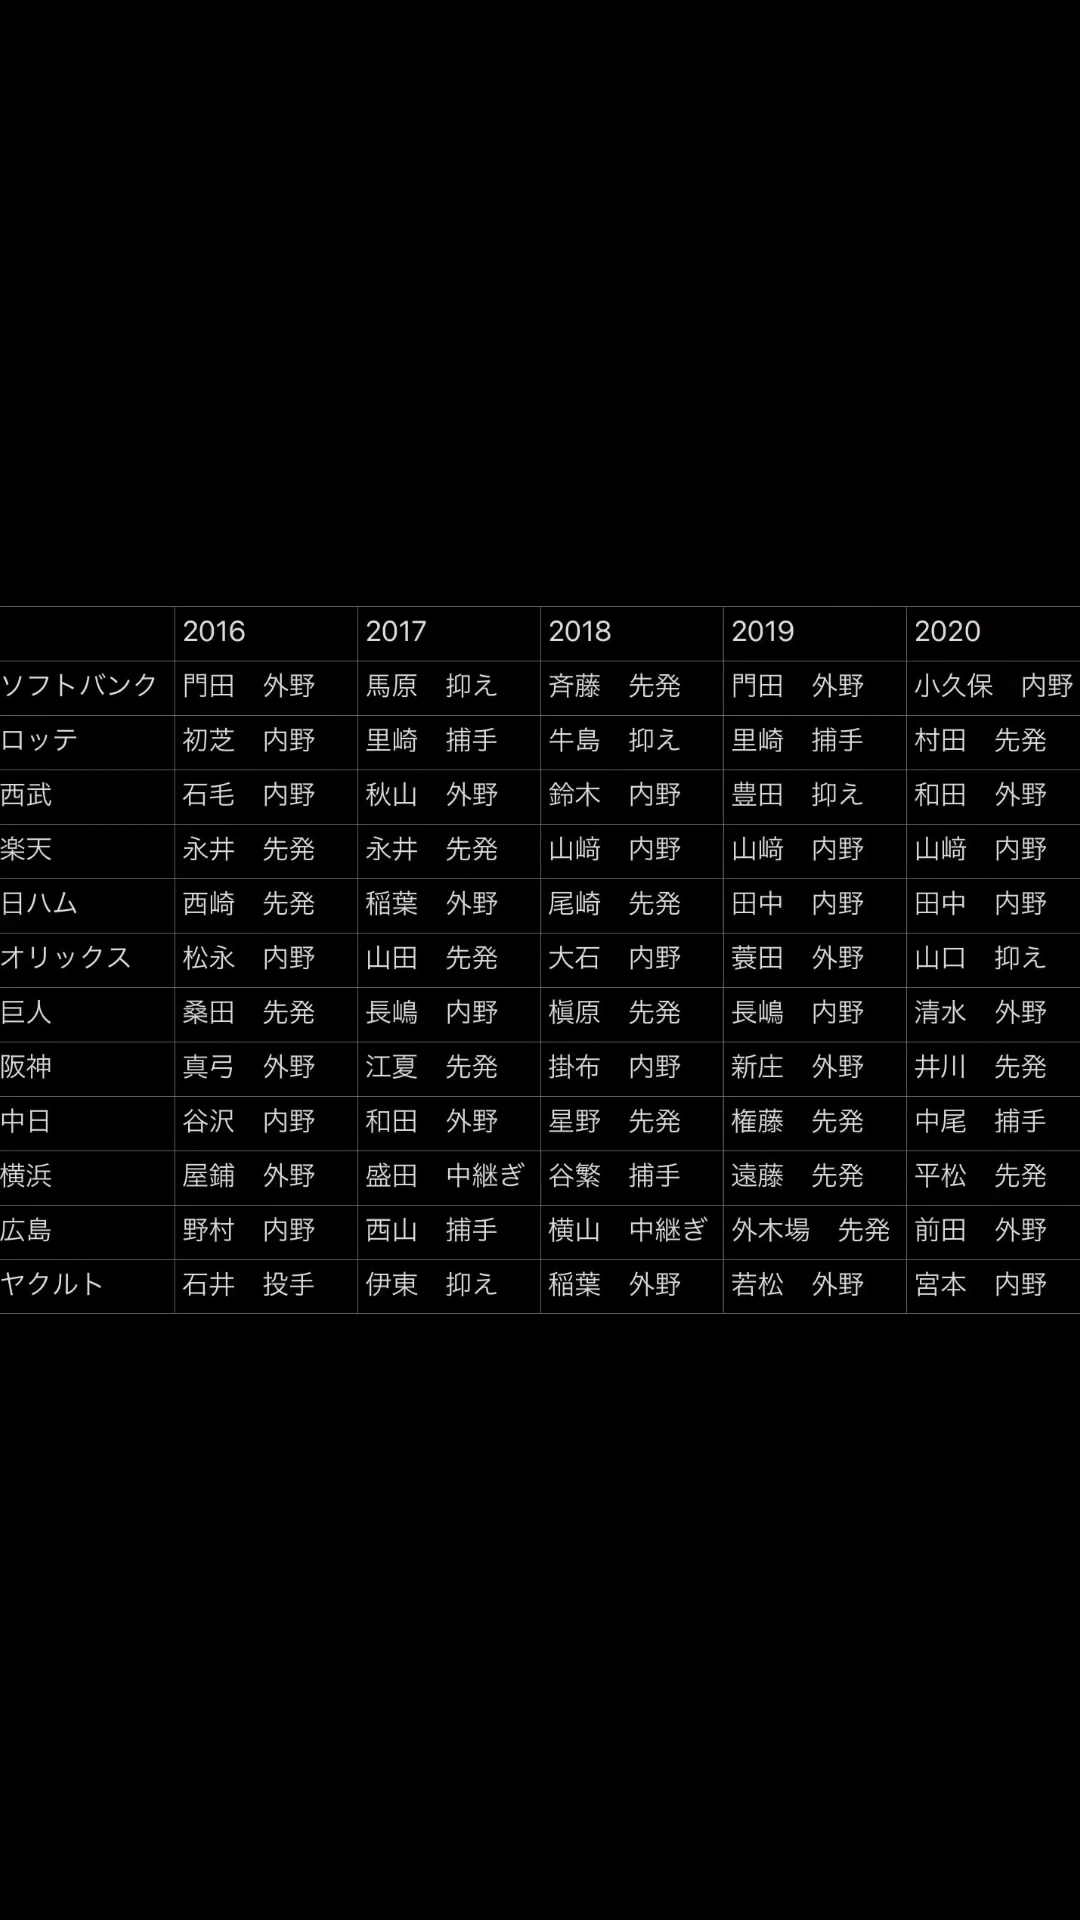 2016 2017 2018 2019 2020
ソフトバンク 門田　外野 馬原　抑え 斉藤　先発 門田　外野 小久保　内野
ロッテ 初芝　内野 里崎　捕手 牛島　抑え 里崎　捕手 村田　先発
西武 石毛　内野 秋山　外野 鈴木　内野 豊田　抑え 和田　外野
楽天 永井　先発 永井　先発 山﨑　内野 山﨑　内野 山﨑　内野
日ハム 西崎　先発 稲葉　外野 尾崎　先発 田中　内野 田中　内野
オリックス 松永　内野 山田　先発 大石　内野 蓑田　外野 山口　抑え
巨人 桑田　先発 長嶋　内野 槇原　先発 長嶋　内野 清水　外野
阪神 真弓　外野 江夏　先発 掛布　内野 新庄　外野 井川　先発
中日 谷沢　内野 和田　外野 星野　先発 権藤　先発 中尾　捕手
横浜 屋鋪　外野 盛田　中継ぎ 谷繁　捕手 遠藤　先発 平松　先発
広島 野村　内野 西山　捕手 横山　中継ぎ 外木場　先発 前田　外野
ヤクルト 石井　投手 伊東　抑え 稲葉　外野 若松　外野 宮本　内野